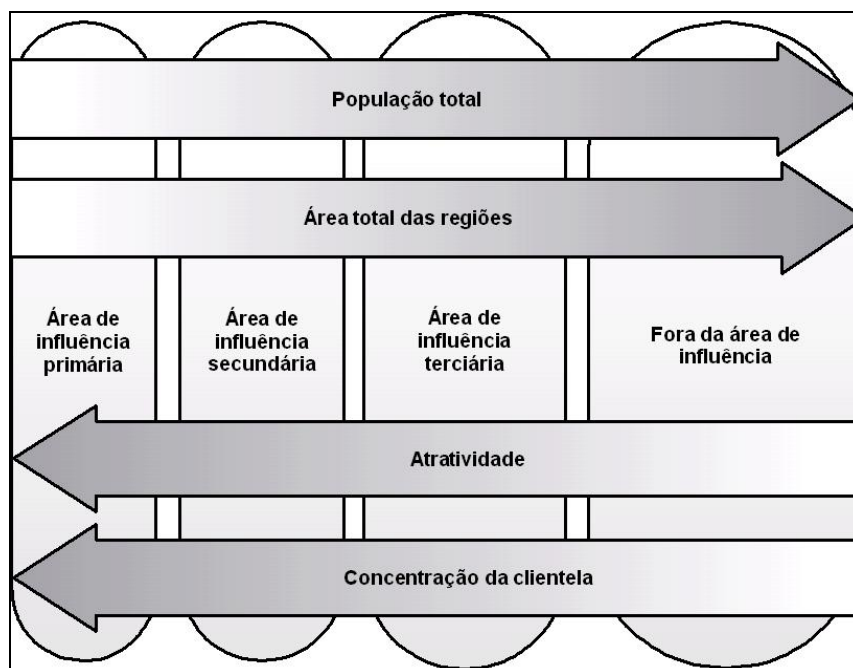 População total
Área total das regiões
Área de
influência
primária
Área de
influência
secundária
Área de
influência
terciária
Fora da área de
influência
Atratividade
Concentração da clientela